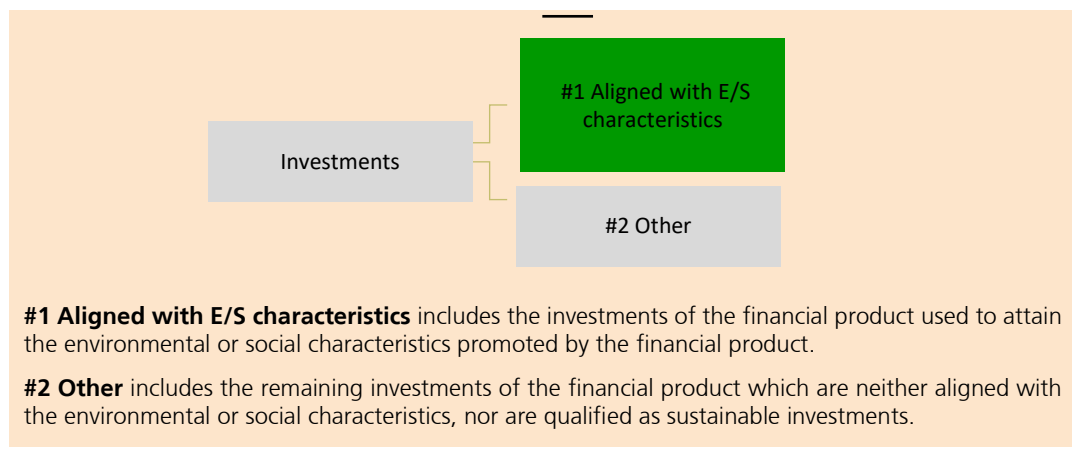 #1 Aligned with E/S
characteristics
Investments
#2 Other
#1 Aligned with E/S characteristics includes the investments of the financial product used to attain
the environmental or social characteristics promoted by the financial product.
#2 Other includes the remaining investments of the financial product which are neither aligned with
the environmental or social characteristics, nor are qualified as sustainable investments.